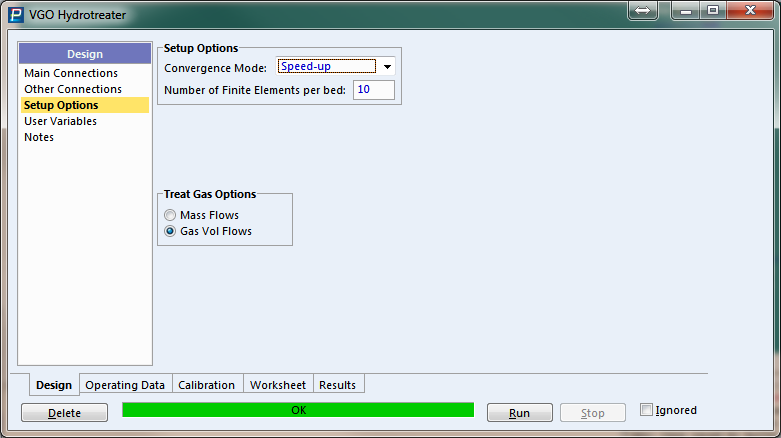 VGO Hydrotreater
Design
Main Connections
Other Connections
Setup Options
User Variables
Notes
Setup Options
Convergence Mode: Speed-up
Number of Finite Elements per bed: 10
Treat Gas Options
Mass Flows
Gas Vol Flows
Design Operating Data Calibration Worksheet Results
Delete OK Run Stop Ignored